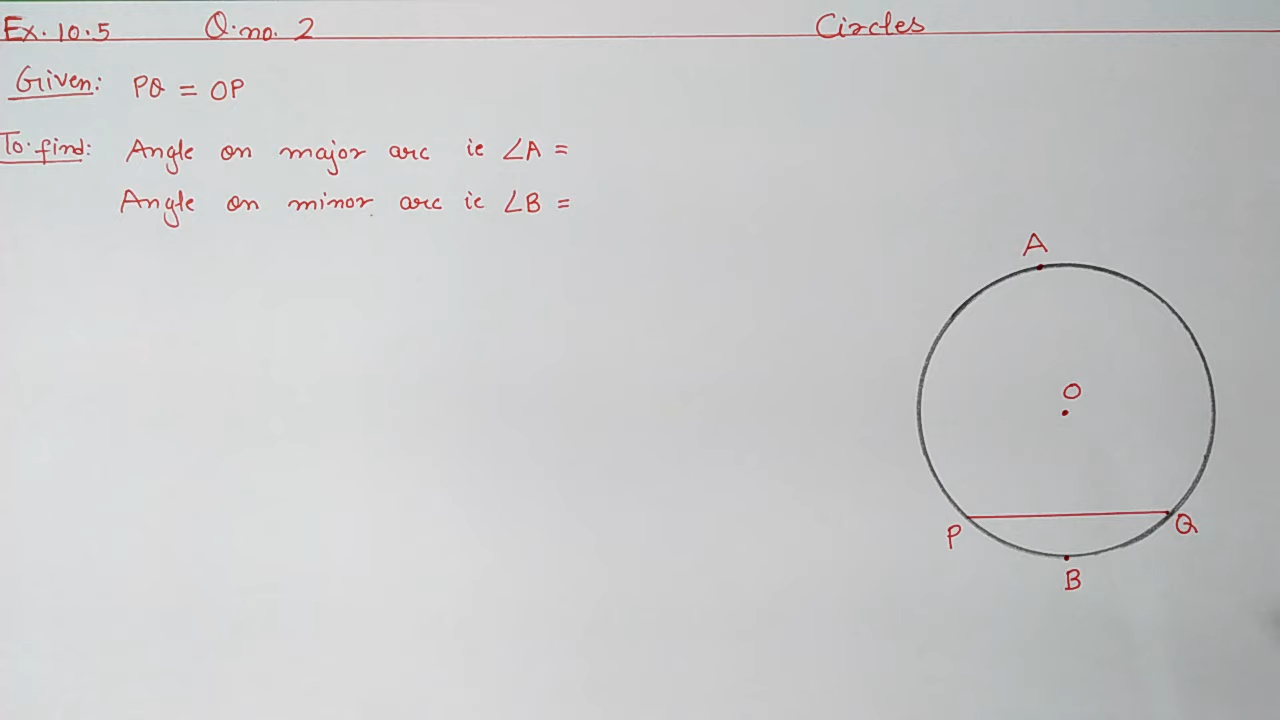 Ex. 10.5 Q.no. 2 Circles
Given: PQ = OP
To find: Angle on major arc ie ∠A =
Angle on minor arc ie ∠B =
A
O
P
Q
B